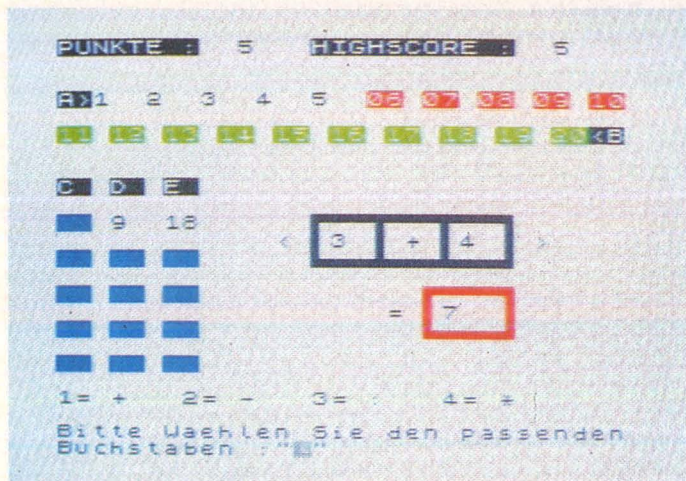 PUNKTE : 5 HIGHSCORE : 5
A>1 2 3 4 5 06 07 08 09 10
11 12 13 14 15 16 17 18 19 20<B
C D E
9 18
< 3 + 4 >
= 7
1= + 2= - 3= : 4= *
Bitte Waehlen Sie den passenden
Buchstaben :" "